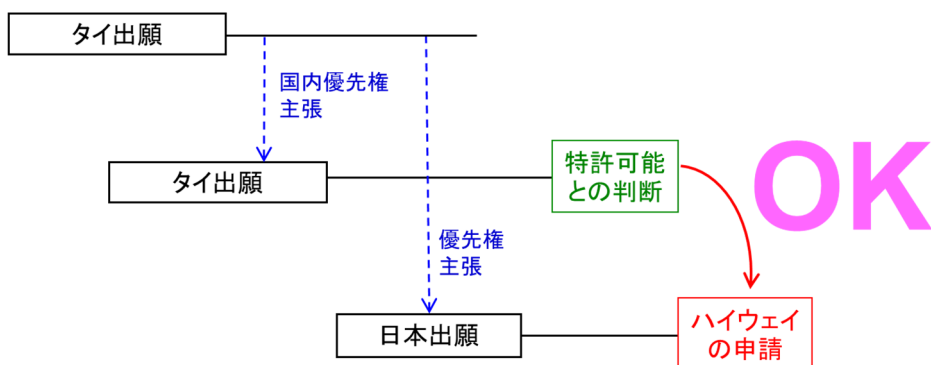 タイ出願
国内優先権
主張
タイ出願
特許可能
との判断
OK
優先権
主張
日本出願
ハイウェイ
の申請